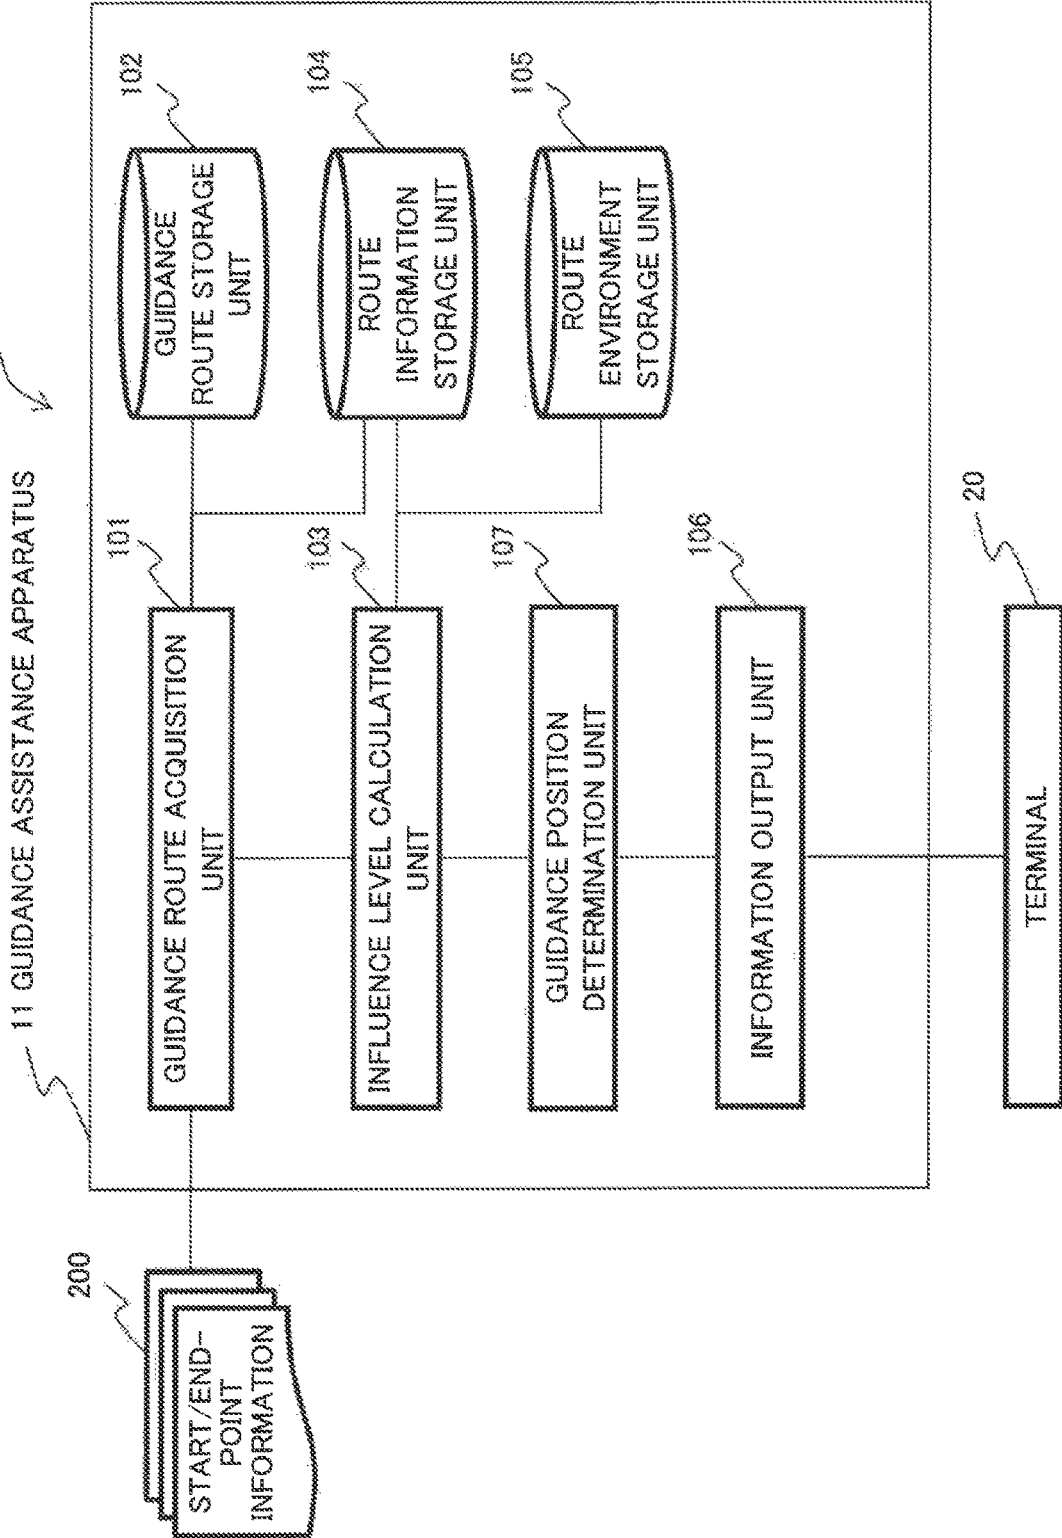 11 GUIDANCE ASSISTANCE APPARATUS
200
START/END-
POINT
INFORMATION
101
GUIDANCE ROUTE ACQUISITION
UNIT
102
GUIDANCE
ROUTE STORAGE
UNIT
103
INFLUENCE LEVEL CALCULATION
UNIT
104
ROUTE
INFORMATION
STORAGE UNIT
107
GUIDANCE POSITION
DETERMINATION UNIT
105
ROUTE
ENVIRONMENT
STORAGE UNIT
106
INFORMATION OUTPUT UNIT
20
TERMINAL